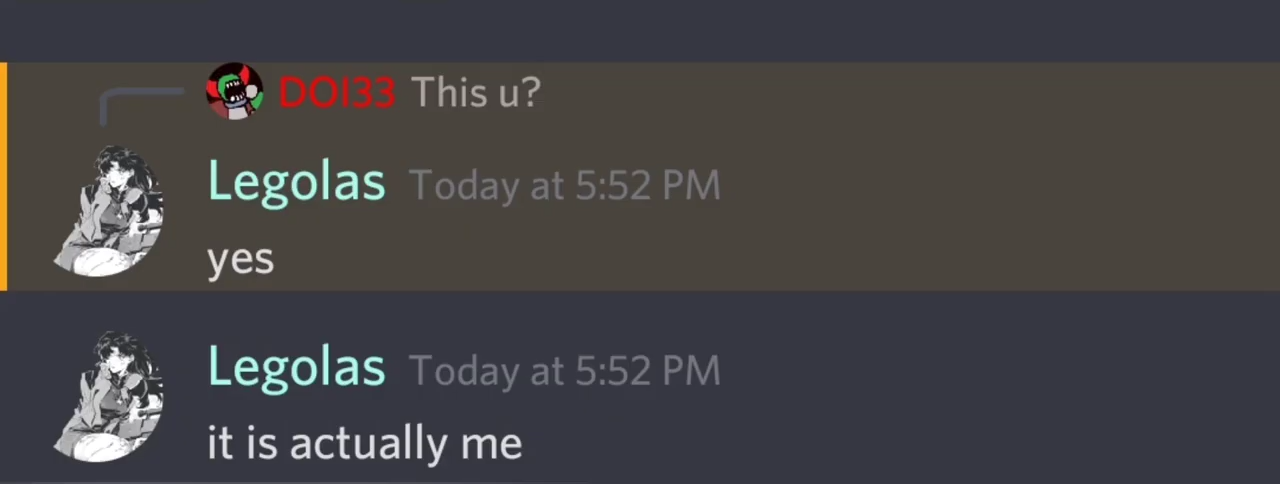 DOI33 This u?
Legolas Today at 5:52 PM
yes
Legolas Today at 5:52 PM
it is actually me